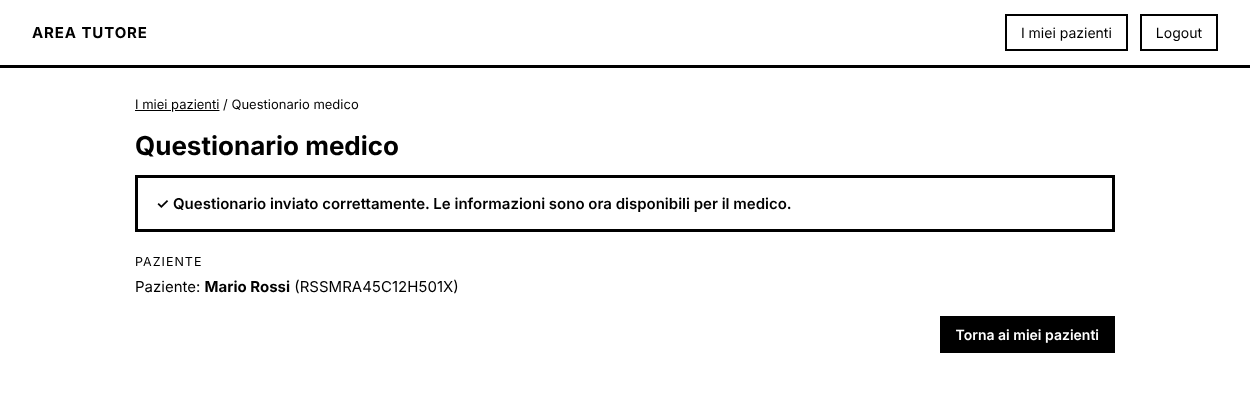 AREA TUTORE
I miei pazienti
Logout
I miei pazienti / Questionario medico
Questionario medico
✓ Questionario inviato correttamente. Le informazioni sono ora disponibili per il medico.
PAZIENTE
Paziente: Mario Rossi (RSSMRA45C12H501X)
Torna ai miei pazienti